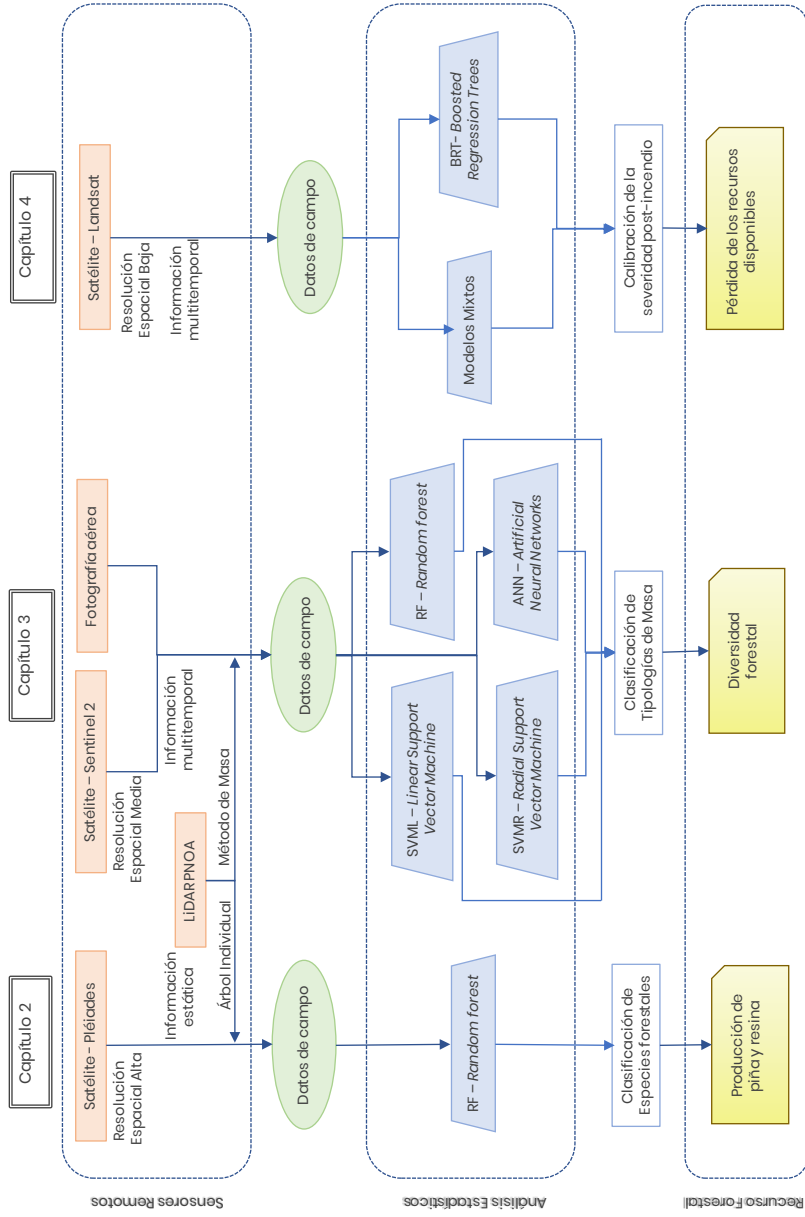 Capítulo 2
Capítulo 3
Capítulo 4
Sensores Remotos
Satélite - Pléiades
Resolución
Espacial Alta
Información
estática
Árbol Individual
LiDARPNOA
Método de Masa
Satélite – Sentinel 2
Resolución
Espacial Media
Información
multitemporal
Fotografía aérea
Satélite – Landsat
Resolución
Espacial Baja
Información
multitemporal
Datos de campo
Datos de campo
Datos de campo
Análisis Estadísticos
RF – Random forest
SVML – Linear Support
Vector Machine
RF – Random forest
SVMR – Radial Support
Vector Machine
ANN – Artificial
Neural Networks
Modelos Mixtos
BRT- Boosted
Regression Trees
Clasificación de
Especies forestales
Clasificación de
Tipologías de Masa
Calibración de la
severidad post-incendio
Recurso Forestal
Producción de
piña y resina
Diversidad
forestal
Pérdida de los recursos
disponibles